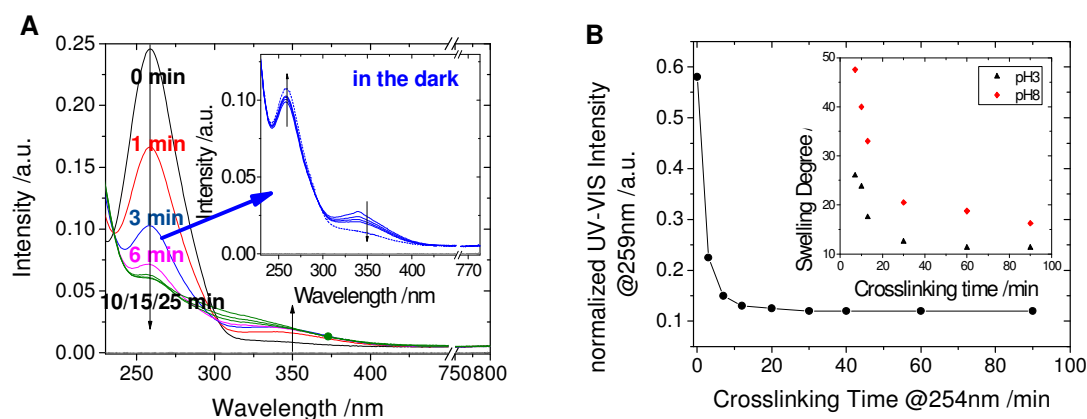 A
0.25
0.20
0.15
0.10
0.05
0.00
Intensity /a.u.
250
300
350
400
750
800
Wavelength /nm
0 min
1 min
3 min
6 min
10/15/25 min
in the dark
0.10
0.05
0.00
Intensity /a.u.
250
300
350
400
770
Wavelength /nm
B
0.6
0.5
0.4
0.3
0.2
0.1
normalized UV-VIS Intensity
@259nm /a.u.
0
10
20
30
40
50
60
70
80
90
100
Crosslinking Time @254nm /min
50
40
30
20
10
Swelling Degree /
0
20
40
60
80
100
Crosslinking time /min
pH3
pH8